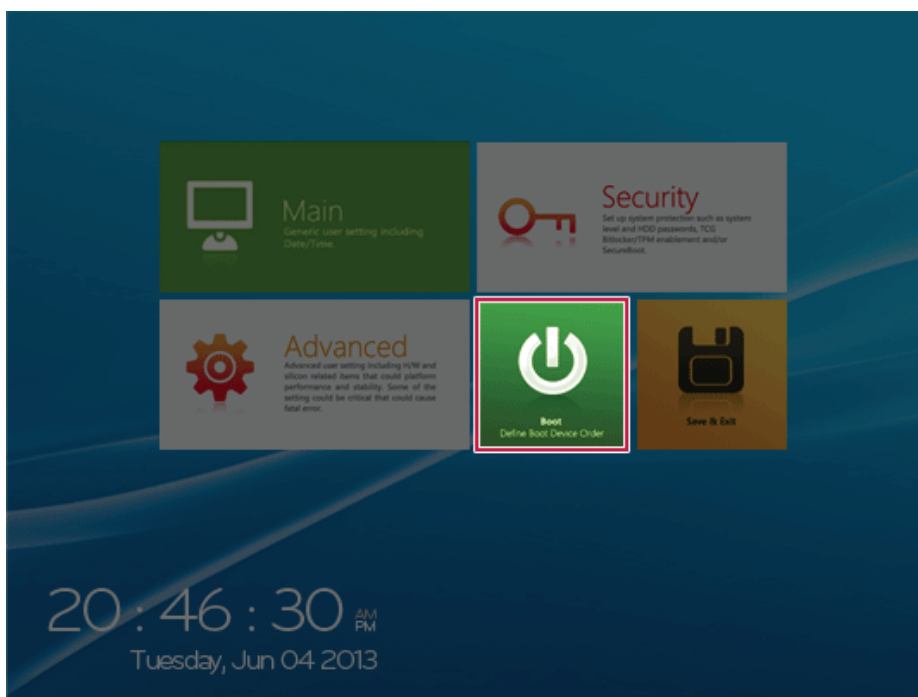 Main
Generic user setting including
Date/Time.
Security
Set up system protection such as system
level and HDD passwords, TCG
Bitlocker/TPM enablement and/or
SecureBoot.
Advanced
Advanced user setting including H/W and
silicon related items that could platform
performance and stability. Some of the
setting could be critical that could cause
fatal error.
Boot
Define Boot Device Order
Save & Exit
20 : 46 : 30 AM
PM
Tuesday, Jun 04 2013